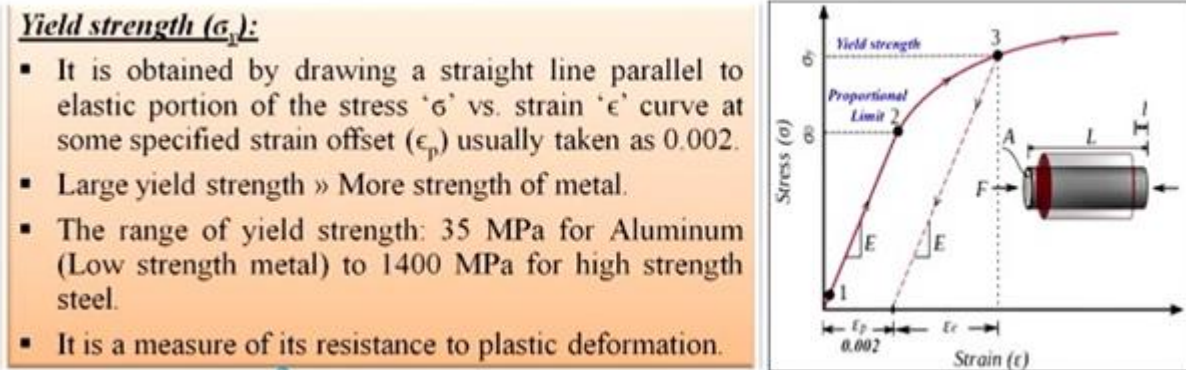 Yield strength (σy):
▪ It is obtained by drawing a straight line parallel to
elastic portion of the stress ‘σ’ vs. strain ‘ϵ’ curve at
some specified strain offset (ϵp) usually taken as 0.002.
▪ Large yield strength » More strength of metal.
▪ The range of yield strength: 35 MPa for Aluminum
(Low strength metal) to 1400 MPa for high strength
steel.
▪ It is a measure of its resistance to plastic deformation.
Yield strength
3
σy
Proportional
Limit
2
σ0
Stress (σ)
A
L
l
F
E
E
1
εp
εe
0.002
Strain (ε)